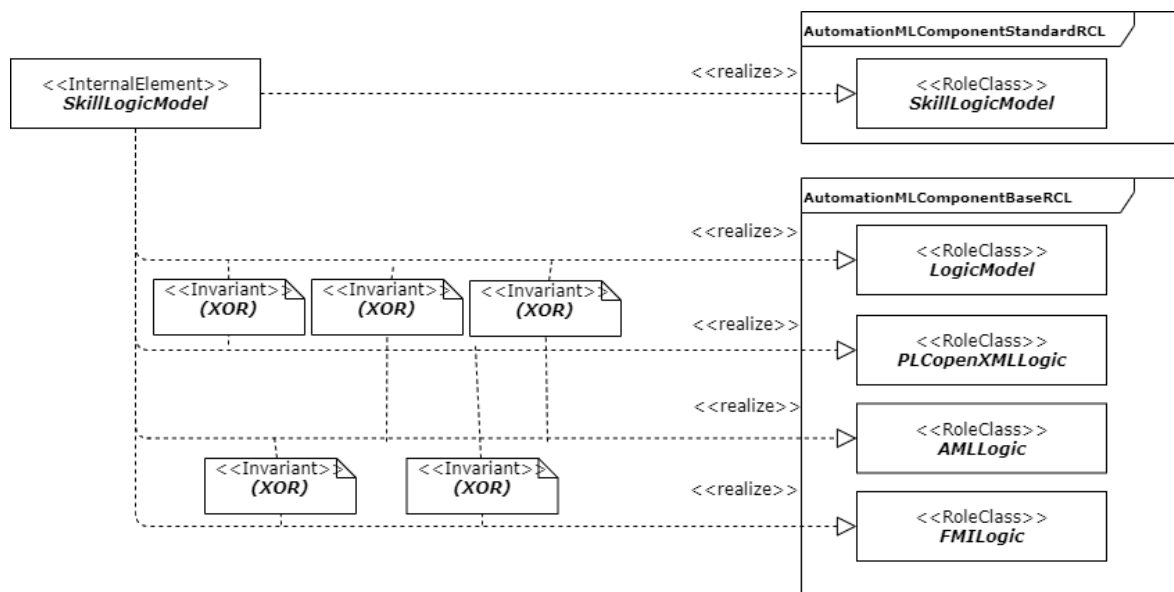 AutomationMLComponentStandardRCL
<<InternalElement>>
SkillLogicModel
<<realize>>
<<RoleClass>>
SkillLogicModel
AutomationMLComponentBaseRCL
<<realize>>
<<RoleClass>>
LogicModel
<<Invariant>>
(XOR)
<<Invariant>>
(XOR)
<<Invariant>>
(XOR)
<<realize>>
<<RoleClass>>
PLCopenXMLLogic
<<realize>>
<<RoleClass>>
AMLLogic
<<Invariant>>
(XOR)
<<Invariant>>
(XOR)
<<realize>>
<<RoleClass>>
FMILogic